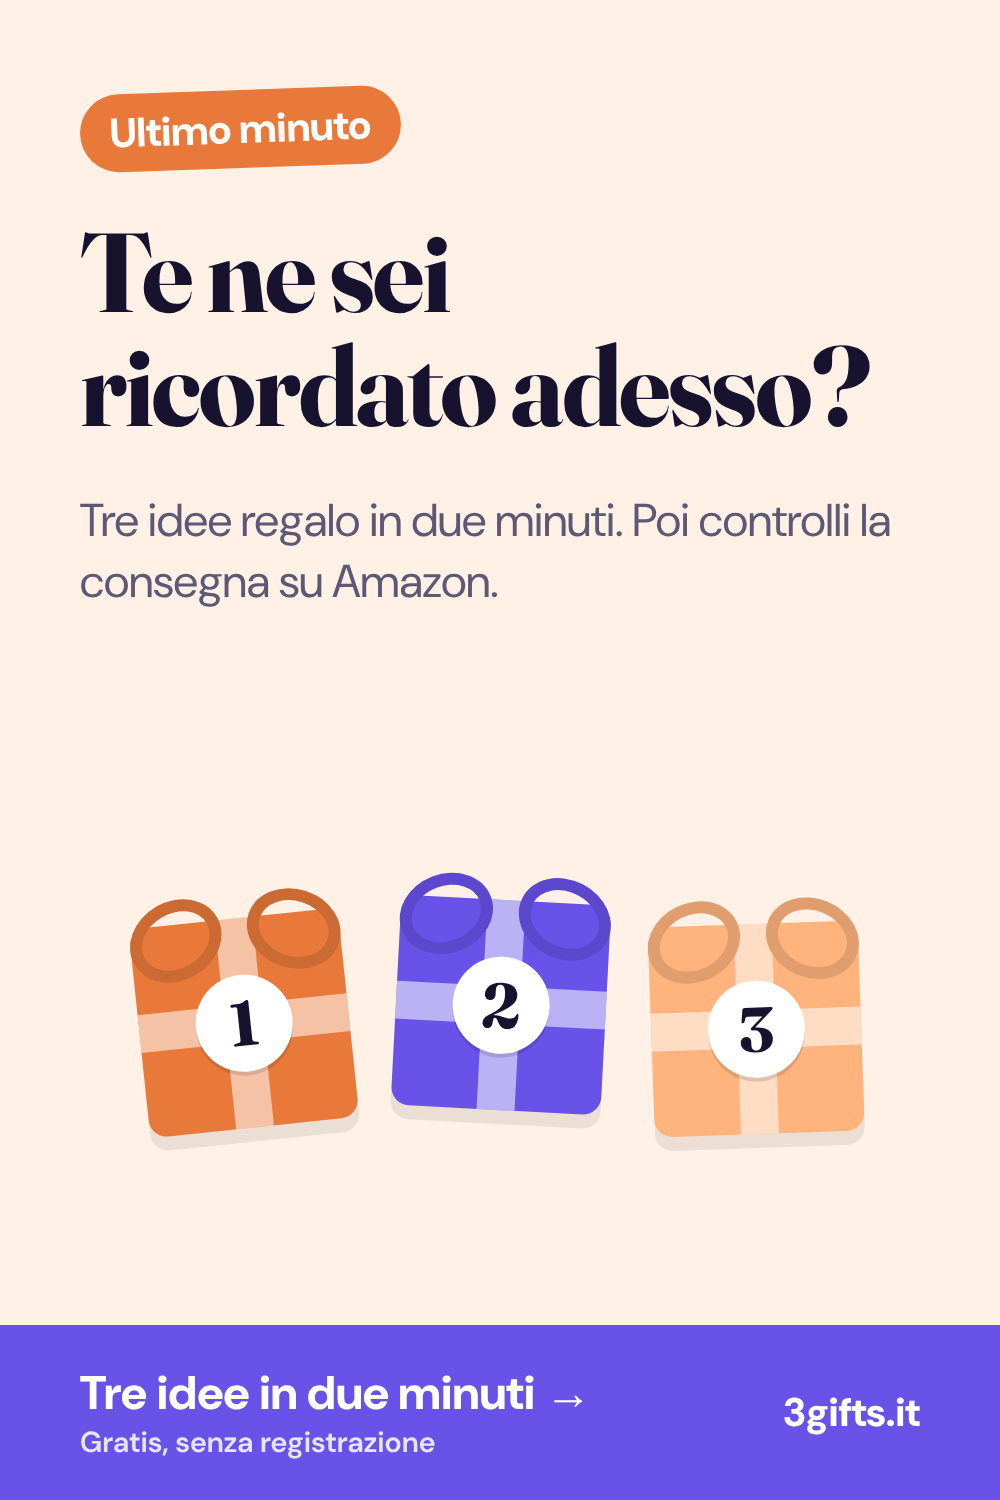 Ultimo minuto
Te ne sei
ricordato adesso?
Tre idee regalo in due minuti. Poi controlli la
consegna su Amazon.
1
2
3
Tre idee in due minuti →
Gratis, senza registrazione
3gifts.it